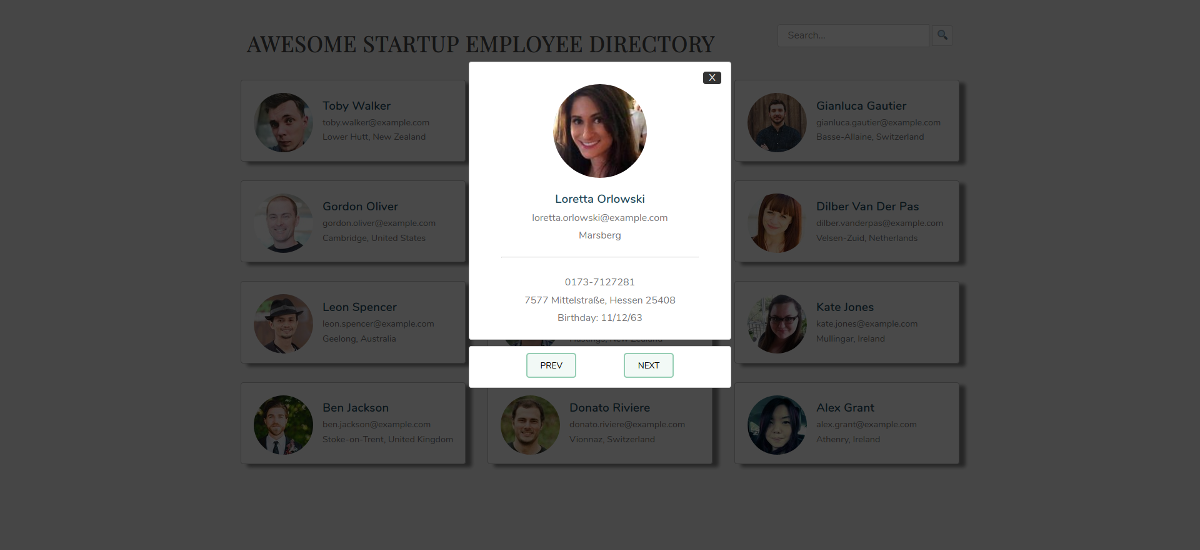 AWESOME STARTUP EMPLOYEE DIRECTORY
Search...
X
Loretta Orlowski
loretta.orlowski@example.com
Marsberg
0173-7127281
7577 Mittelstraße, Hessen 25408
Birthday: 11/12/63
PREV
NEXT
Toby Walker
toby.walker@example.com
Lower Hutt, New Zealand
Gianluca Gautier
gianluca.gautier@example.com
Besse-Allaine, Switzerland
Gordon Oliver
gordon.oliver@example.com
Cambridge, United States
Dilber Van Der Pas
dilber.vanderpas@example.com
Velsen-Zuid, Netherlands
Leon Spencer
leon.spencer@example.com
Geelong, Australia
Kate Jones
kate.jones@example.com
Mullingar, Ireland
Ben Jackson
ben.jackson@example.com
Stoke-on-Trent, United Kingdom
Donato Riviere
donato.riviere@example.com
Vionnaz, Switzerland
Alex Grant
alex.grant@example.com
Athenry, Ireland